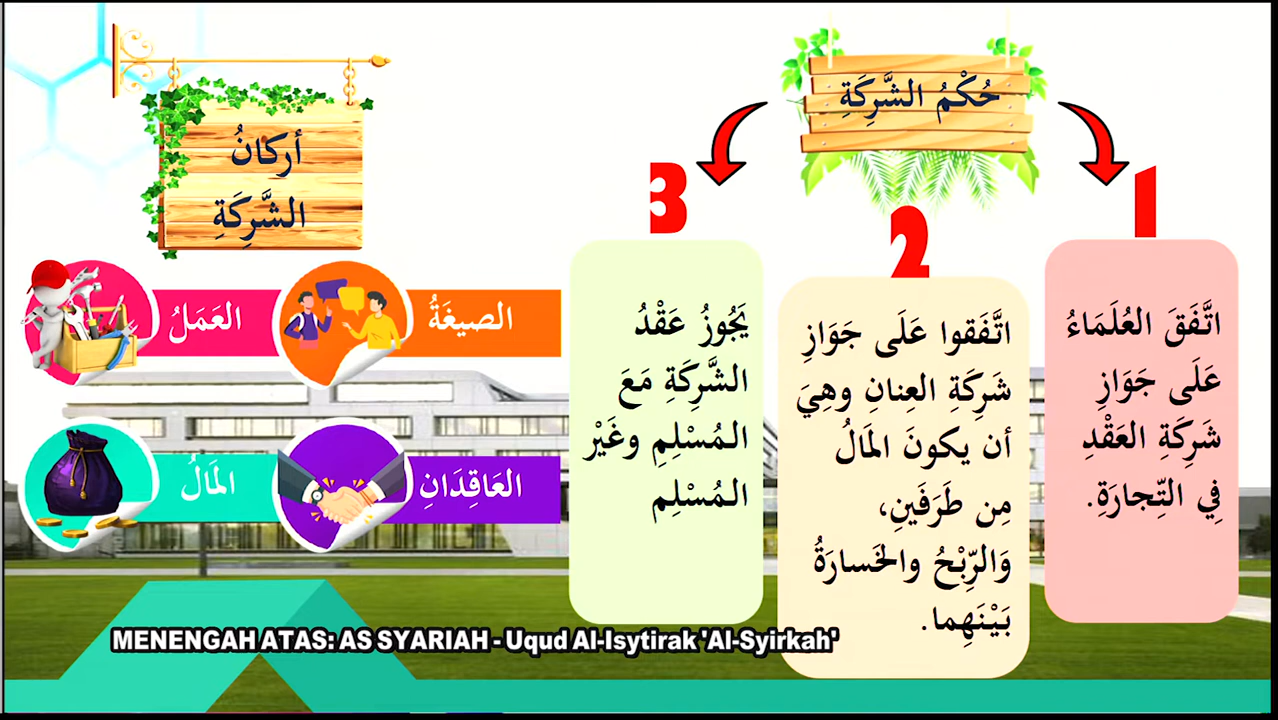 حُكْمُ الشَّرِكَةِ
1
اتَّفَقَ العُلَمَاءُ
عَلَى جَوَازِ
شَرِكَةِ العَقْدِ
فِي التِّجارَةِ.
2
اتَّفَقوا عَلَى جَوَازِ
شَرِكَةِ العِنانِ وهِيَ
أن يكونَ المَالُ
مِن طَرَفَينِ،
وَالرِّبْحُ والخَسارَةُ
بَيْنَهِما.
3
يَجُوزُ عَقْدُ
الشَّرِكَةِ مَعَ
المُسْلِمِ وغَيْر
المُسْلِم
أركانُ
الشَّرِكَةِ
الصيغَةُ
العَمَلُ
العَاقِدَانِ
المَالُ
MENENGAH ATAS: AS SYARIAH - Uqud Al-Isytirak 'Al-Syirkah'